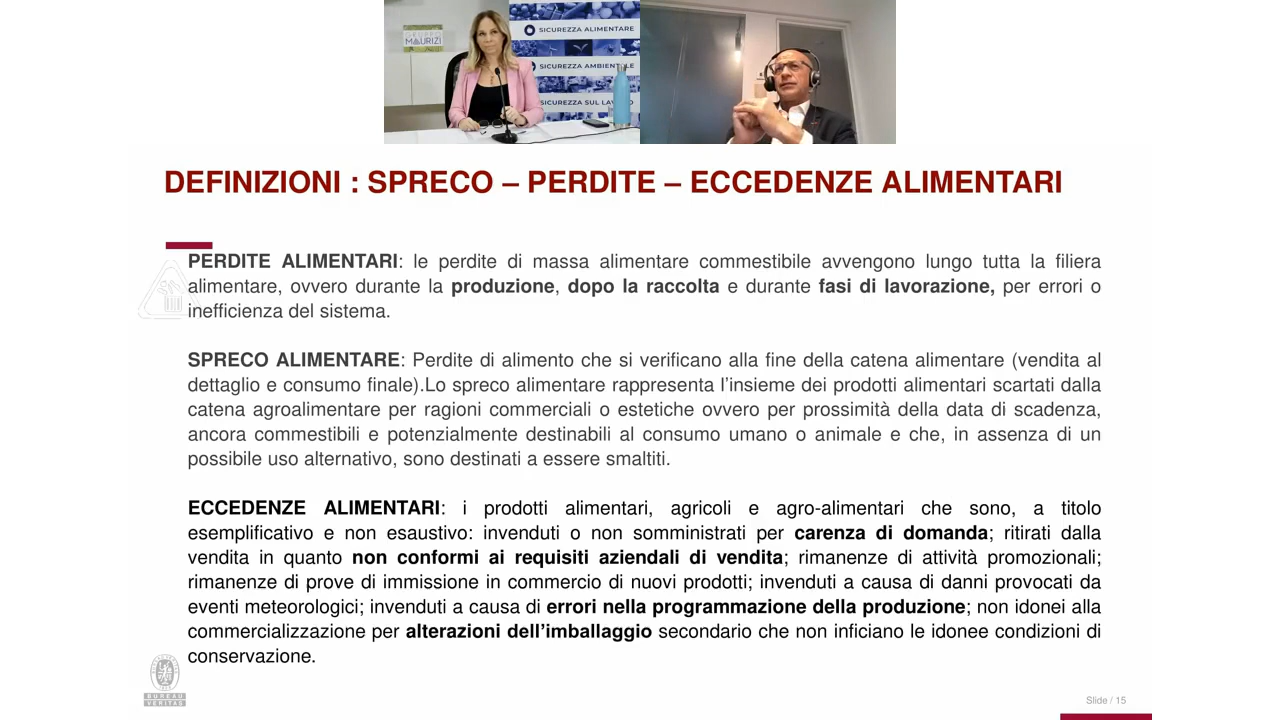 GRUPPO
MAURIZI
SICUREZZA ALIMENTARE
SICUREZZA AMBIENTALE
SICUREZZA SUL LAVORO
DEFINIZIONI : SPRECO – PERDITE – ECCEDENZE ALIMENTARI
PERDITE ALIMENTARI: le perdite di massa alimentare commestibile avvengono lungo tutta la filiera
alimentare, ovvero durante la produzione, dopo la raccolta e durante fasi di lavorazione, per errori o
inefficienza del sistema.
SPRECO ALIMENTARE: Perdite di alimento che si verificano alla fine della catena alimentare (vendita al
dettaglio e consumo finale).Lo spreco alimentare rappresenta l’insieme dei prodotti alimentari scartati dalla
catena agroalimentare per ragioni commerciali o estetiche ovvero per prossimità della data di scadenza,
ancora commestibili e potenzialmente destinabili al consumo umano o animale e che, in assenza di un
possibile uso alternativo, sono destinati a essere smaltiti.
ECCEDENZE ALIMENTARI: i prodotti alimentari, agricoli e agro-alimentari che sono, a titolo
esemplificativo e non esaustivo: invenduti o non somministrati per carenza di domanda; ritirati dalla
vendita in quanto non conformi ai requisiti aziendali di vendita; rimanenze di attività promozionali;
rimanenze di prove di immissione in commercio di nuovi prodotti; invenduti a causa di danni provocati da
eventi meteorologici; invenduti a causa di errori nella programmazione della produzione; non idonei alla
commercializzazione per alterazioni dell’imballaggio secondario che non inficiano le idonee condizioni di
conservazione.
BUREAU
VERITAS
Slide / 15